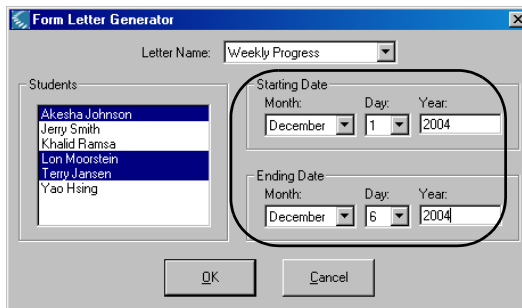 Form Letter Generator
Letter Name: Weekly Progress
Students
Akesha Johnson
Jerry Smith
Khalid Ramsa
Lon Moorstein
Terry Jansen
Yao Hsing
Starting Date
Month: Day: Year:
December 1 2004
Ending Date
Month: Day: Year:
December 6 2004
OK Cancel